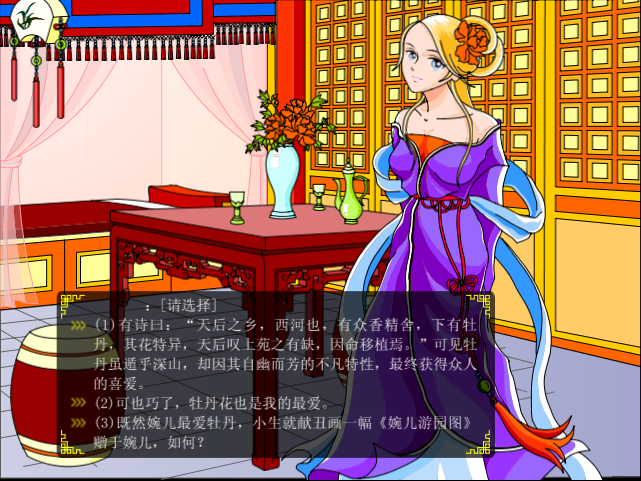 ：[请选择]
(1)有诗曰：“天后之乡，西河也，有众香精舍，下有牡
丹，其花特异，天后叹上苑之有缺，因命移植焉。”可见牡
丹虽遁乎深山，却因其自幽而芳的不凡特性，最终获得众人
的喜爱。
(2)可也巧了，牡丹花也是我的最爱。
(3)既然婉儿最爱牡丹，小生就献丑画一幅《婉儿游园图》
赠于婉儿，如何？